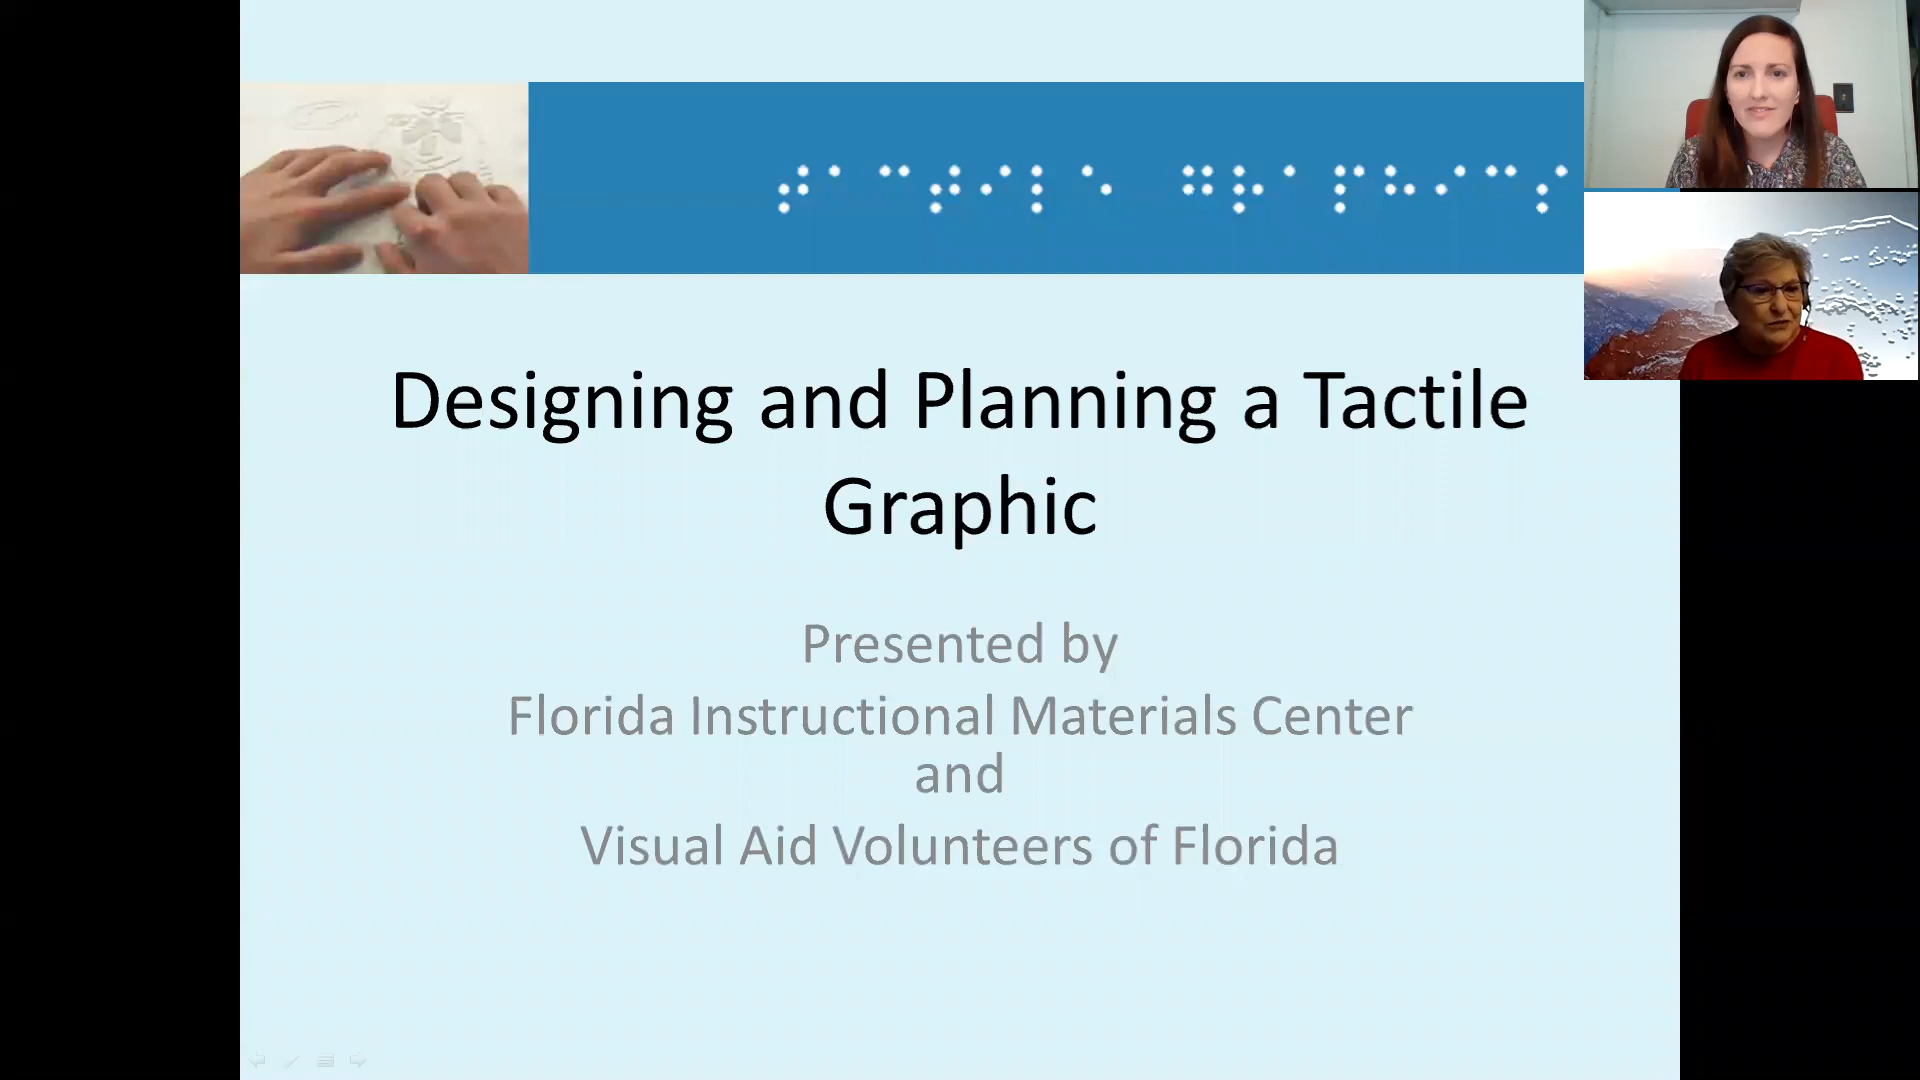 ⠞⠁⠉⠞⠊⠇⠑ ⠛⠗⠁⠏⠓⠊⠉⠎
Designing and Planning a Tactile
Graphic
Presented by
Florida Instructional Materials Center
and
Visual Aid Volunteers of Florida